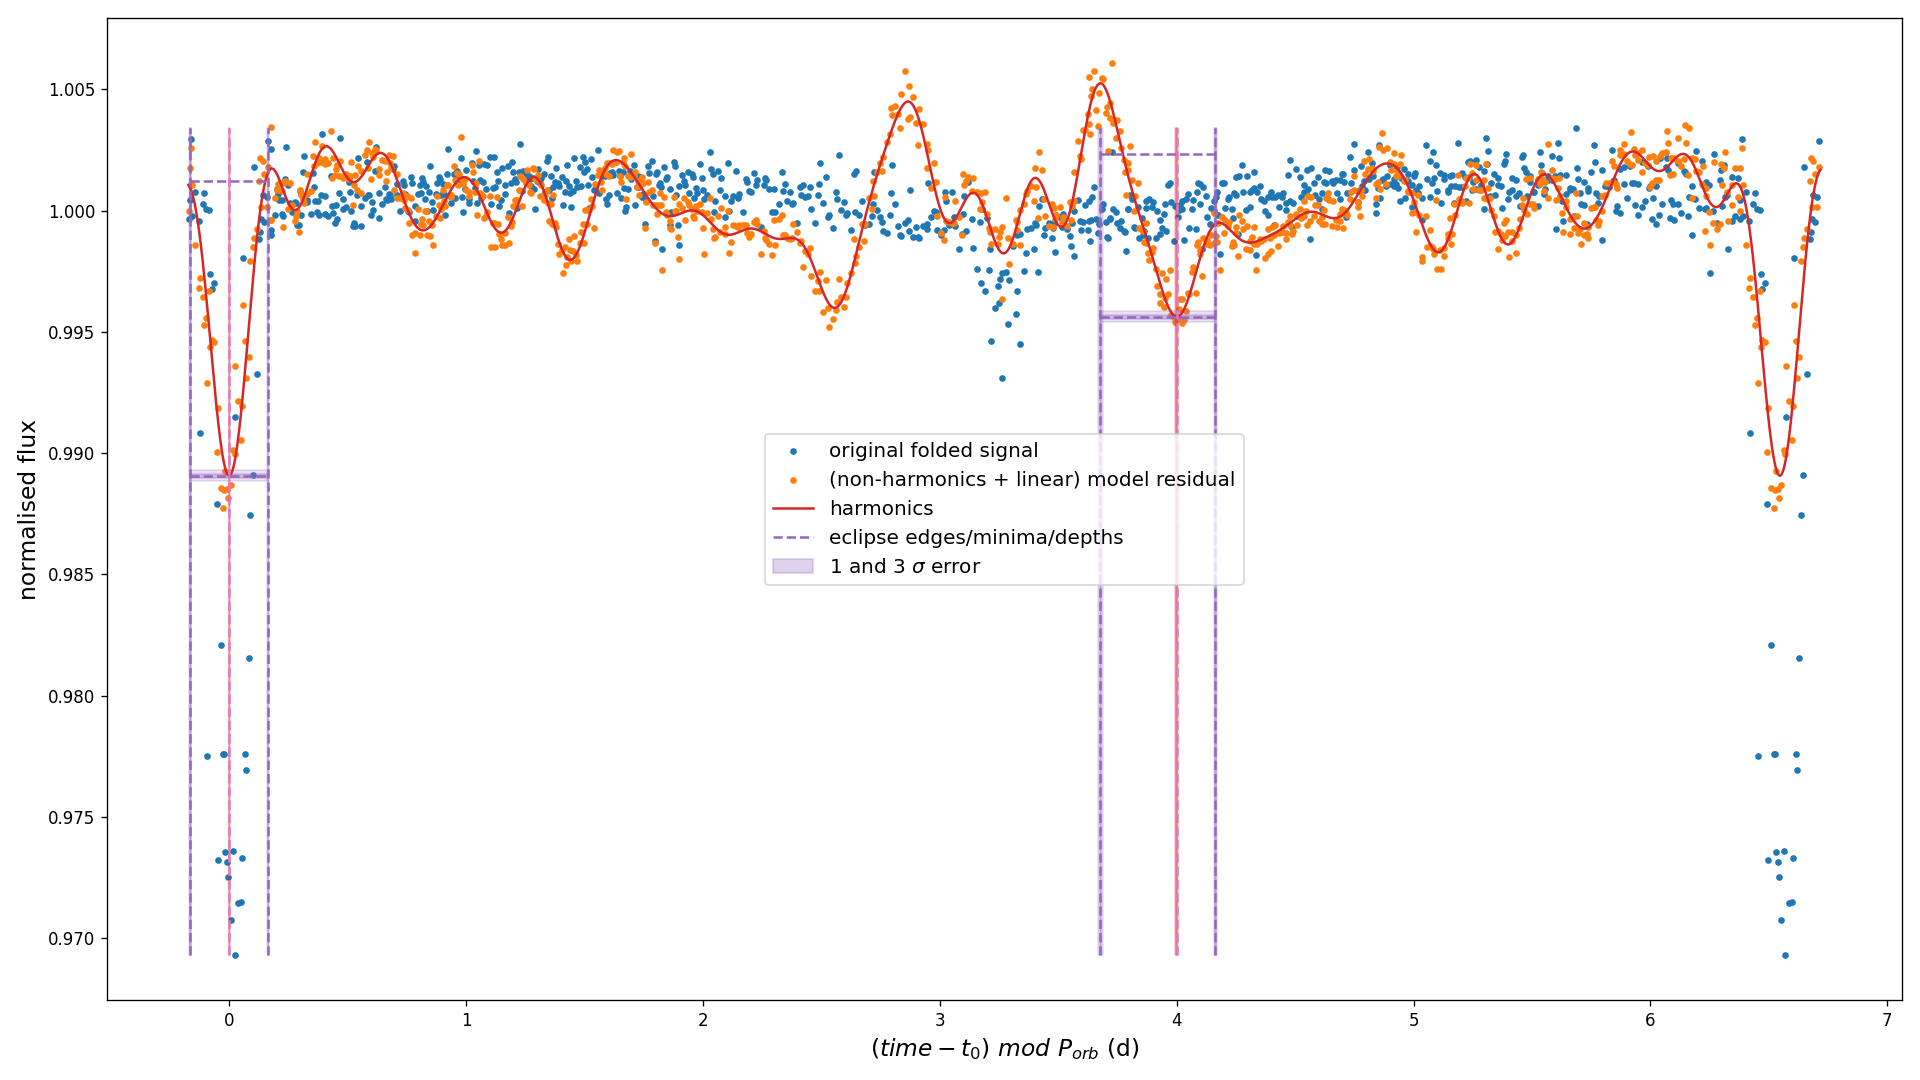 1.005
1.000
0.995
0.990
0.985
0.980
0.975
0.970
normalised flux
original folded signal
(non-harmonics + linear) model residual
harmonics
eclipse edges/minima/depths
1 and 3 σ error
0 1 2 3 4 5 6 7
(time − t₀) mod Pₒᵣb (d)